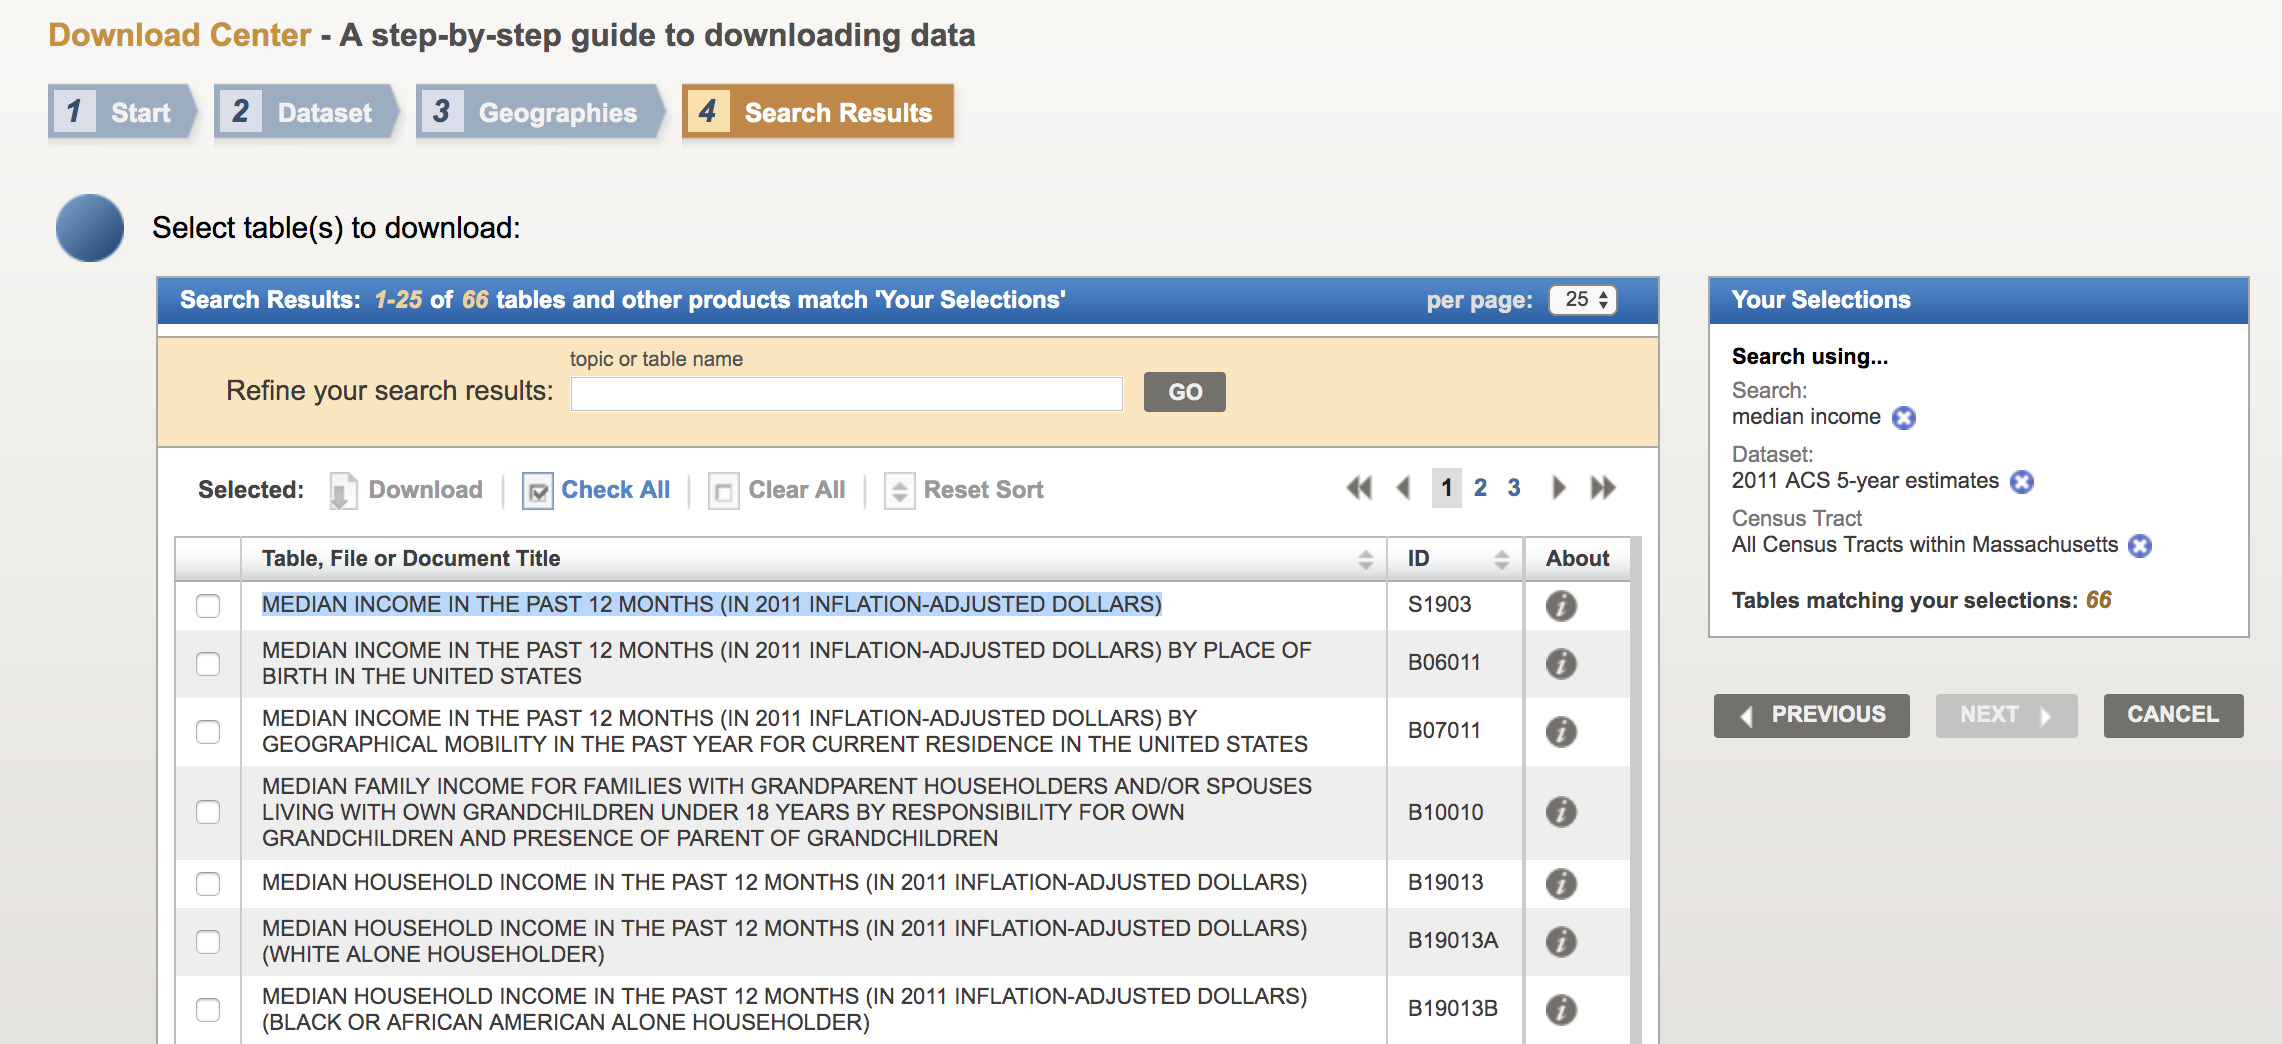 Download Center - A step-by-step guide to downloading data
1 Start
2 Dataset
3 Geographies
4 Search Results
Select table(s) to download:
Search Results: 1-25 of 66 tables and other products match 'Your Selections'
per page: 25
topic or table name
Refine your search results:
GO
Selected: Download Check All Clear All Reset Sort
1 2 3
Table, File or Document Title ID About
MEDIAN INCOME IN THE PAST 12 MONTHS (IN 2011 INFLATION-ADJUSTED DOLLARS) S1903 i
MEDIAN INCOME IN THE PAST 12 MONTHS (IN 2011 INFLATION-ADJUSTED DOLLARS) BY PLACE OF
BIRTH IN THE UNITED STATES
B06011 i
MEDIAN INCOME IN THE PAST 12 MONTHS (IN 2011 INFLATION-ADJUSTED DOLLARS) BY
GEOGRAPHICAL MOBILITY IN THE PAST YEAR FOR CURRENT RESIDENCE IN THE UNITED STATES
B07011 i
MEDIAN FAMILY INCOME FOR FAMILIES WITH GRANDPARENT HOUSEHOLDERS AND/OR SPOUSES
LIVING WITH OWN GRANDCHILDREN UNDER 18 YEARS BY RESPONSIBILITY FOR OWN
GRANDCHILDREN AND PRESENCE OF PARENT OF GRANDCHILDREN
B10010 i
MEDIAN HOUSEHOLD INCOME IN THE PAST 12 MONTHS (IN 2011 INFLATION-ADJUSTED DOLLARS) B19013 i
MEDIAN HOUSEHOLD INCOME IN THE PAST 12 MONTHS (IN 2011 INFLATION-ADJUSTED DOLLARS)
(WHITE ALONE HOUSEHOLDER)
B19013A i
MEDIAN HOUSEHOLD INCOME IN THE PAST 12 MONTHS (IN 2011 INFLATION-ADJUSTED DOLLARS)
(BLACK OR AFRICAN AMERICAN ALONE HOUSEHOLDER)
B19013B i
Your Selections
Search using...
Search:
median income
Dataset:
2011 ACS 5-year estimates
Census Tract
All Census Tracts within Massachusetts
Tables matching your selections: 66
PREVIOUS NEXT CANCEL